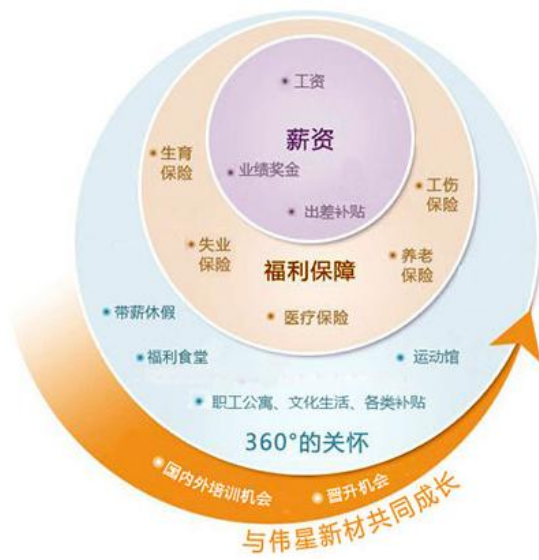 工资
薪资
业绩奖金
出差补贴
生育
保险
工伤
保险
失业
保险
养老
保险
福利保障
医疗保险
带薪休假
福利食堂
运动馆
职工公寓、文化生活、各类补贴
360°的关怀
国内外培训机会
晋升机会
与伟星新材共同成长